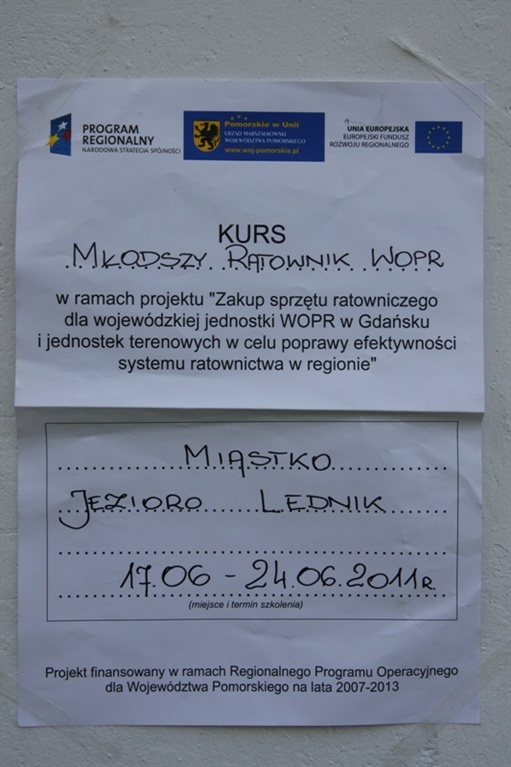 PROGRAM
REGIONALNY
NARODOWA STRATEGIA SPÓJNOŚCI
Pomorskie w Unii
URZĄD MARSZAŁKOWSKI
WOJEWÓDZTWA POMORSKIEGO
www.woj-pomorskie.pl
UNIA EUROPEJSKA
EUROPEJSKI FUNDUSZ
ROZWOJU REGIONALNEGO
KURS
MŁODSZY RATOWNIK WOPR
w ramach projektu "Zakup sprzętu ratowniczego
dla wojewódzkiej jednostki WOPR w Gdańsku
i jednostek terenowych w celu poprawy efektywności
systemu ratownictwa w regionie"
MIASTKO
JEZIORO LEDNIK
17.06 - 24.06.2011r.
(miejsce i termin szkolenia)
Projekt finansowany w ramach Regionalnego Programu Operacyjnego
dla Województwa Pomorskiego na lata 2007-2013